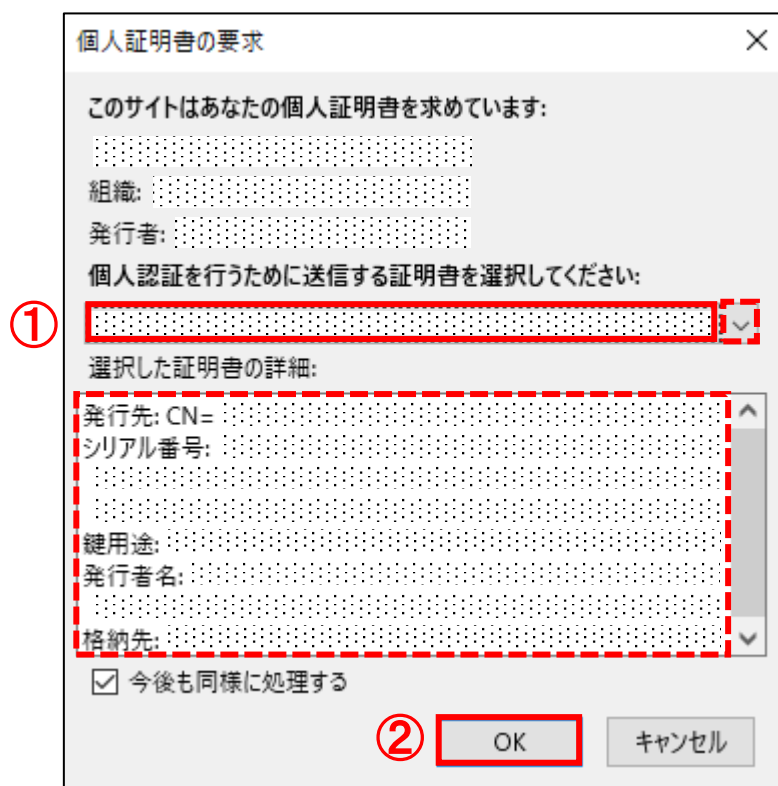 個人証明書の要求
このサイトはあなたの個人証明書を求めています:
組織:
発行者:
個人認証を行うために送信する証明書を選択してください:
①
選択した証明書の詳細:
発行先: CN=
シリアル番号:
鍵用途:
発行者名:
格納先:
今後も同様に処理する
② OK キャンセル